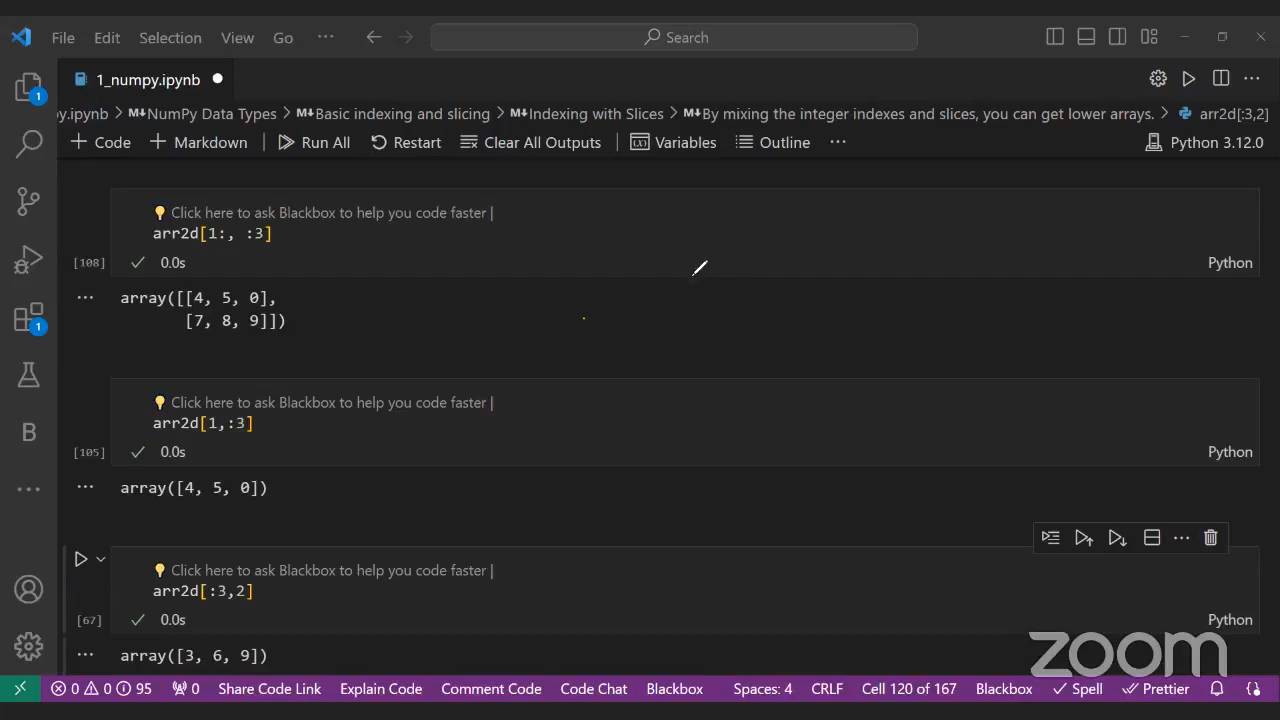 File Edit Selection View Go ··· Search
1_numpy.ipynb
py.ipynb > M↓NumPy Data Types > M↓Basic indexing and slicing > M↓Indexing with Slices > M↓By mixing the integer indexes and slices, you can get lower arrays. > arr2d[:3,2]
+ Code + Markdown Run All Restart Clear All Outputs Variables Outline ··· Python 3.12.0
Click here to ask Blackbox to help you code faster |
arr2d[1:, :3]
[108] 0.0s Python
array([[4, 5, 0],
[7, 8, 9]])
Click here to ask Blackbox to help you code faster |
arr2d[1,:3]
[105] 0.0s Python
array([4, 5, 0])
Click here to ask Blackbox to help you code faster |
arr2d[:3,2]
[67] 0.0s Python
array([3, 6, 9])
zoom
0 0 95 0 Share Code Link Explain Code Comment Code Code Chat Blackbox Spaces: 4 CRLF Cell 120 of 167 Blackbox Spell Prettier
1
1
B